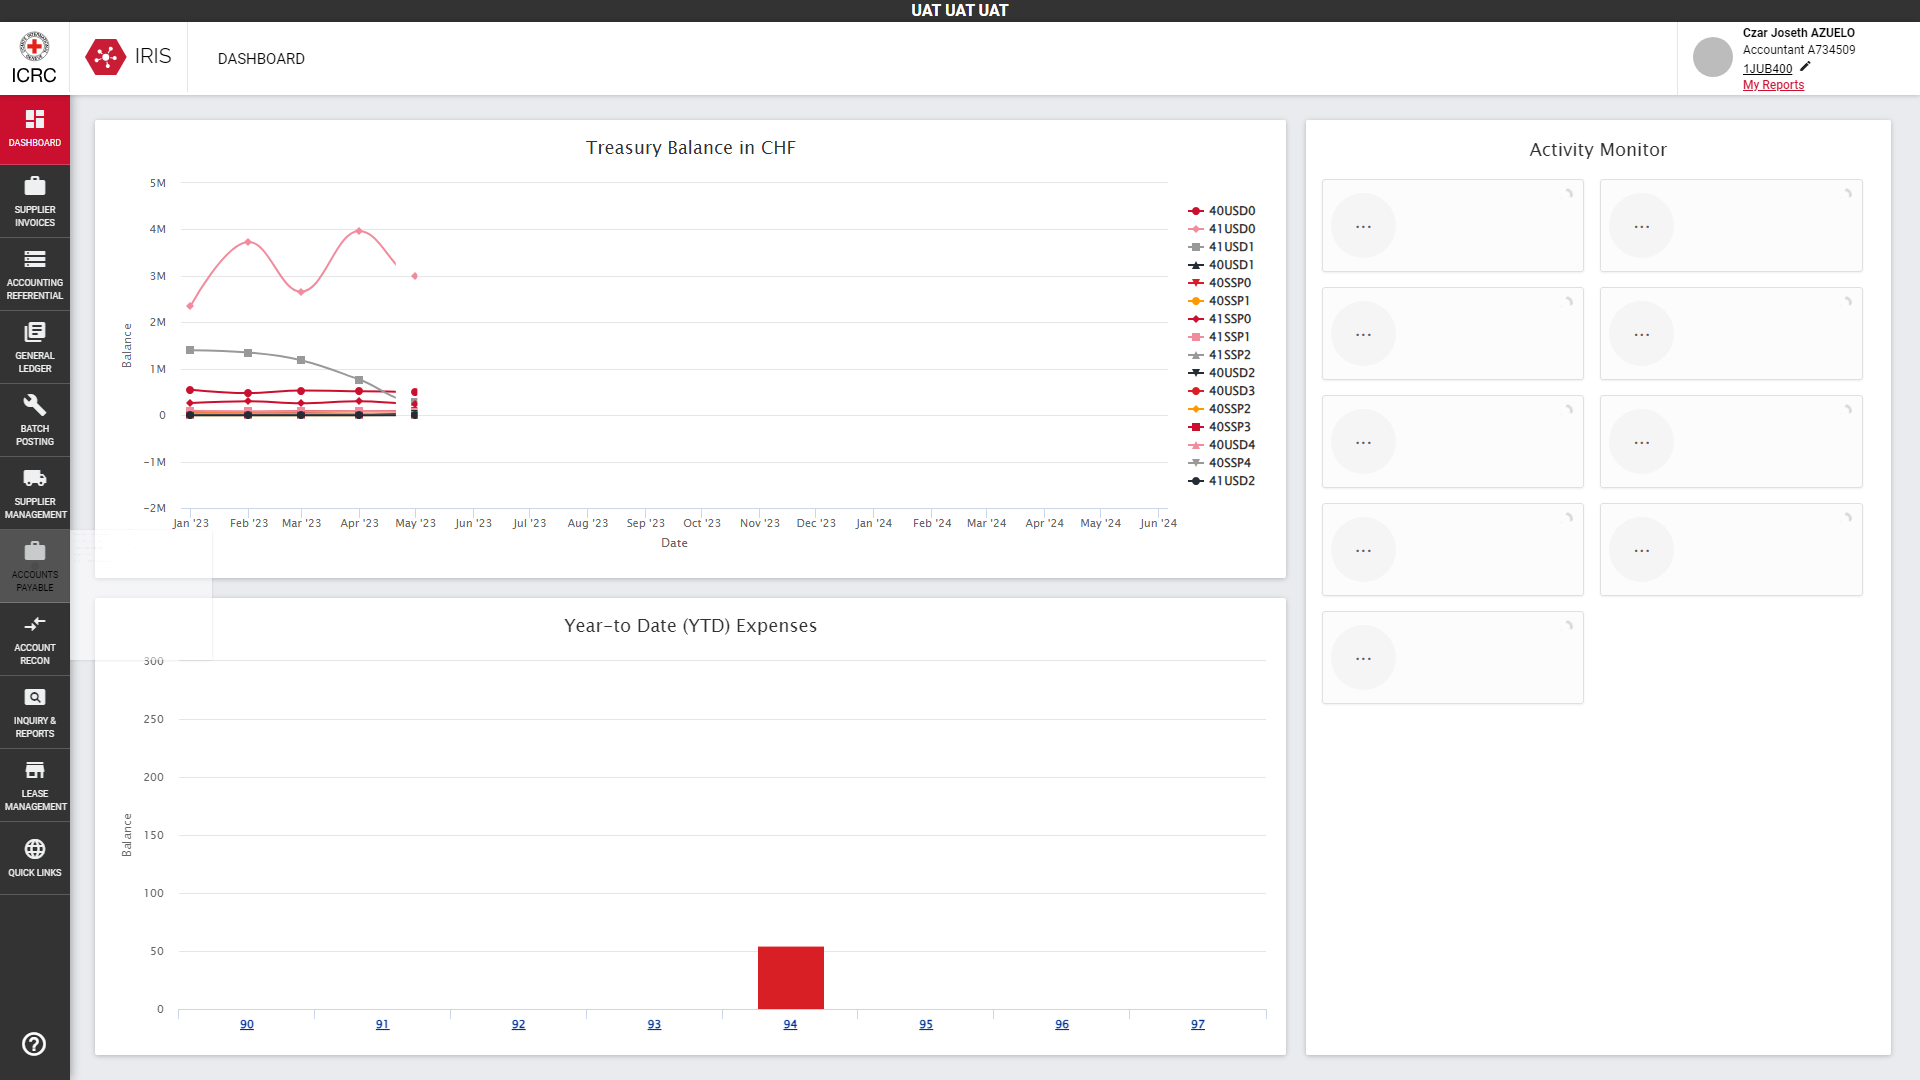 UAT UAT UAT
ICRC
IRIS
DASHBOARD
Czar Joseth AZUELO
Accountant A734509
1JUB400
My Reports
DASHBOARD
SUPPLIER
INVOICES
ACCOUNTING
REFERENTIAL
GENERAL
LEDGER
BATCH
POSTING
SUPPLIER
MANAGEMENT
ACCOUNTS
PAYABLE
ACCOUNT
RECON
INQUIRY &
REPORTS
LEASE
MANAGEMENT
QUICK LINKS
Treasury Balance in CHF
5M
4M
3M
2M
1M
0
-1M
-2M
Balance
Jan '23 Feb '23 Mar '23 Apr '23 May '23 Jun '23 Jul '23 Aug '23 Sep '23 Oct '23 Nov '23 Dec '23 Jan '24 Feb '24 Mar '24 Apr '24 May '24 Jun '24
Date
40USD0
41USD0
41USD1
40USD1
40SSP0
40SSP1
41SSP0
41SSP1
41SSP2
40USD2
40USD3
40SSP2
40SSP3
40USD4
40SSP4
41USD2
Year-to Date (YTD) Expenses
300
250
200
150
100
50
0
Balance
90 91 92 93 94 95 96 97
Activity Monitor
... ...
... ...
... ...
... ...
...